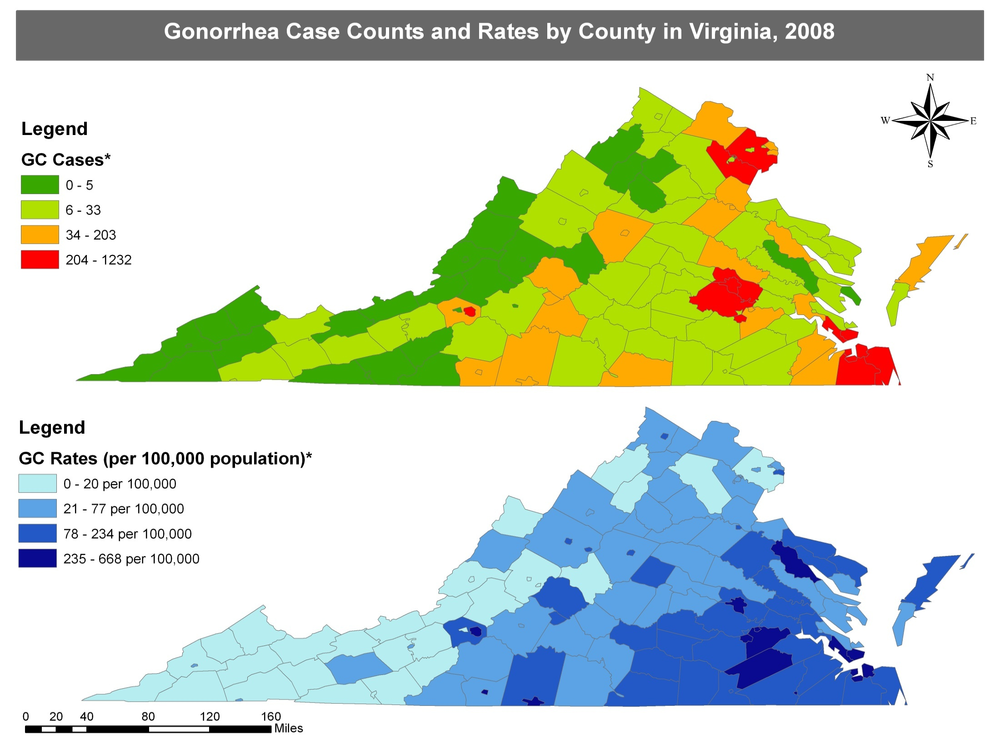 Gonorrhea Case Counts and Rates by County in Virginia, 2008
N
W
E
S
Legend
GC Cases*
0 - 5
6 - 33
34 - 203
204 - 1232
Legend
GC Rates (per 100,000 population)*
0 - 20 per 100,000
21 - 77 per 100,000
78 - 234 per 100,000
235 - 668 per 100,000
0 20 40 80 120 160
Miles